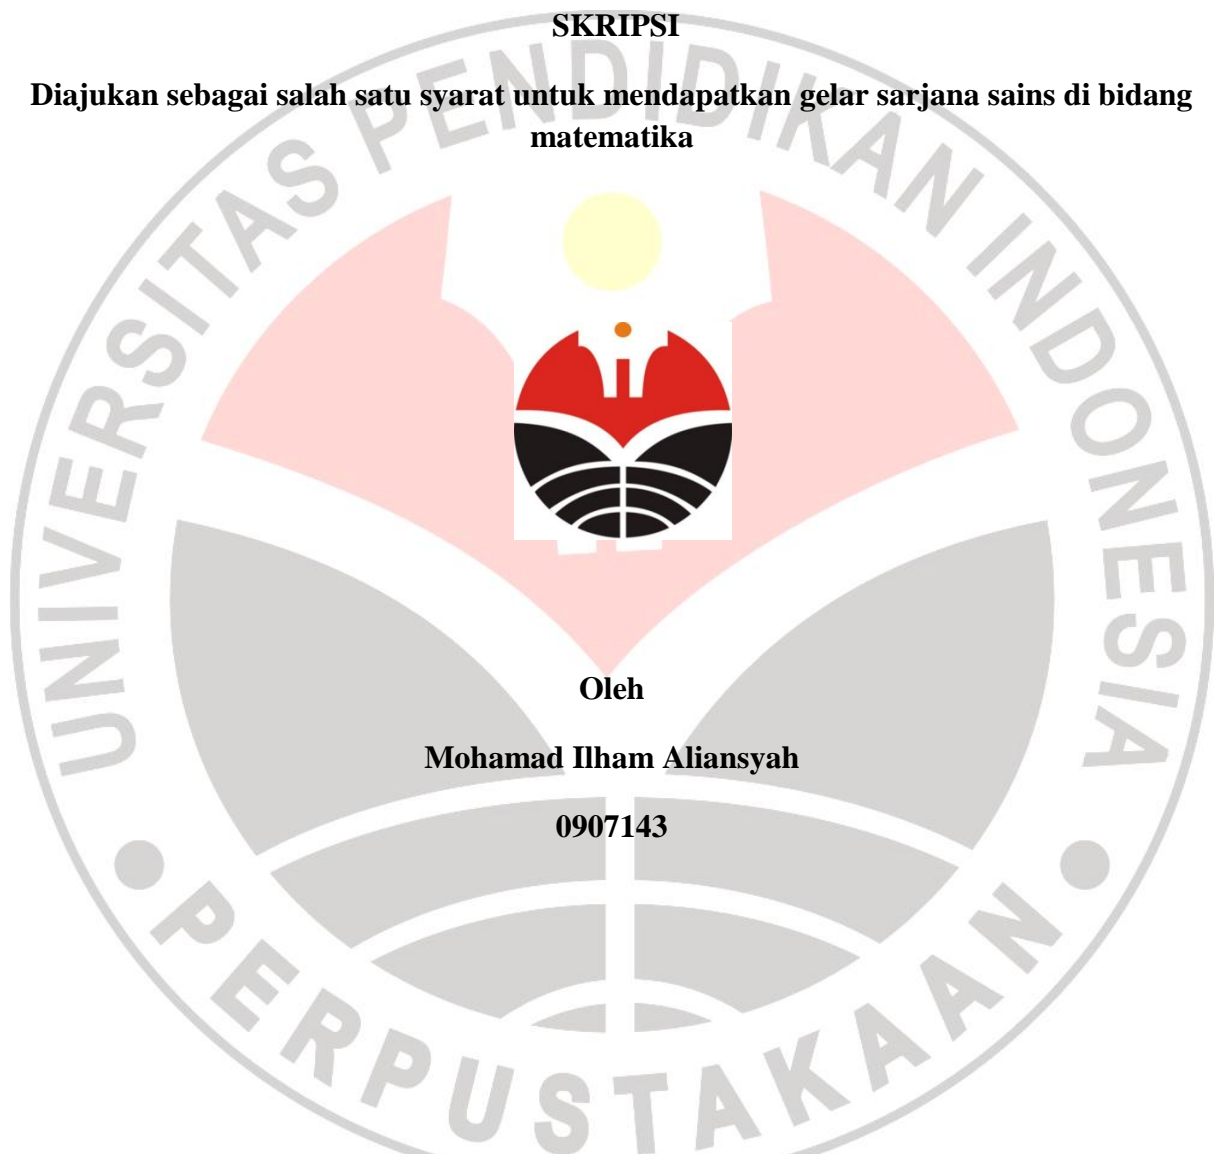 SKRIPSI
Diajukan sebagai salah satu syarat untuk mendapatkan gelar sarjana sains di bidang
matematika
Oleh
Mohamad Ilham Aliansyah
0907143
UNIVERSITAS PENDIDIKAN INDONESIA
PERPUSTAKAAN